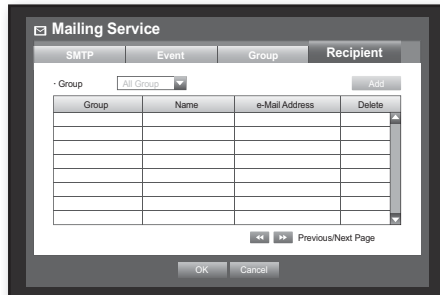 Mailing Service
SMTP Event Group Recipient
· Group All Group Add
Group Name e-Mail Address Delete
Previous/Next Page
OK Cancel